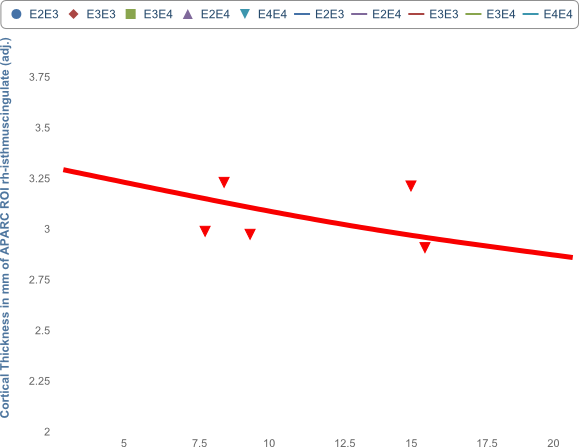 E2E3 E3E3 E3E4 E2E4 E4E4 E2E3 E2E4 E3E3 E3E4 E4E4
Cortical Thickness in mm of APARC ROI rh-isthmuscingulate (adj.)
3.75
3.5
3.25
3
2.75
2.5
2.25
2
5 7.5 10 12.5 15 17.5 20